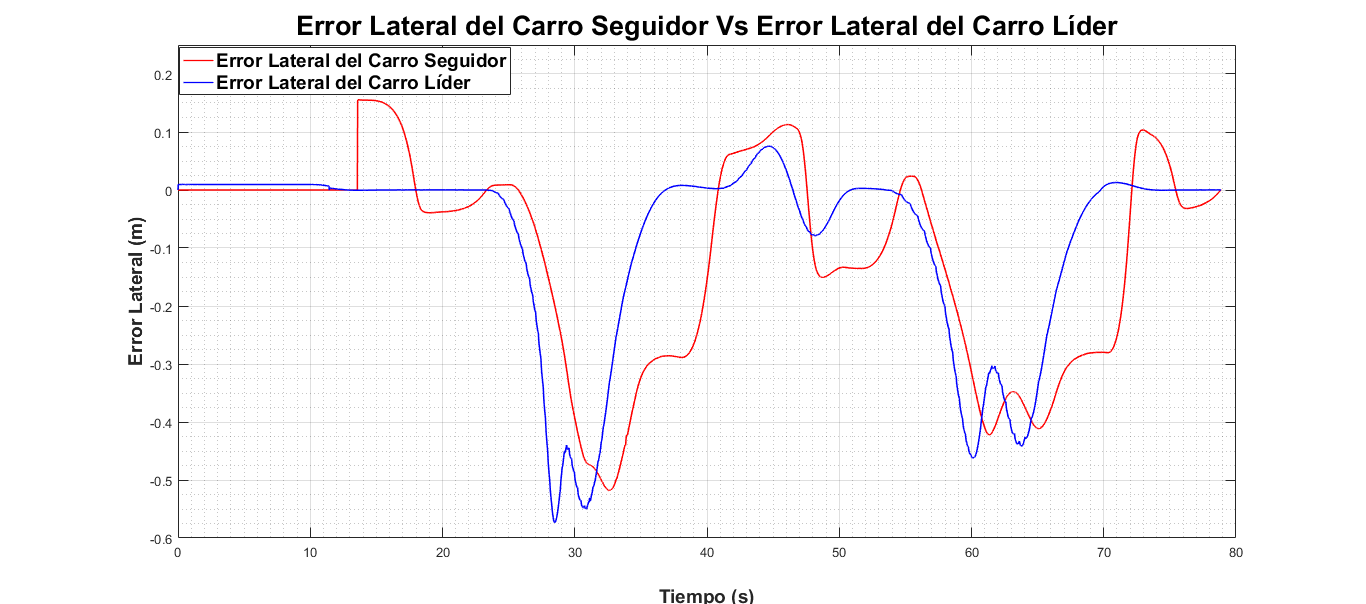 Error Lateral del Carro Seguidor Vs Error Lateral del Carro Líder
Error Lateral del Carro Seguidor
Error Lateral del Carro Líder
0.2
0.1
0
-0.1
-0.2
-0.3
-0.4
-0.5
-0.6
Error Lateral (m)
0 10 20 30 40 50 60 70 80
Tiempo (s)